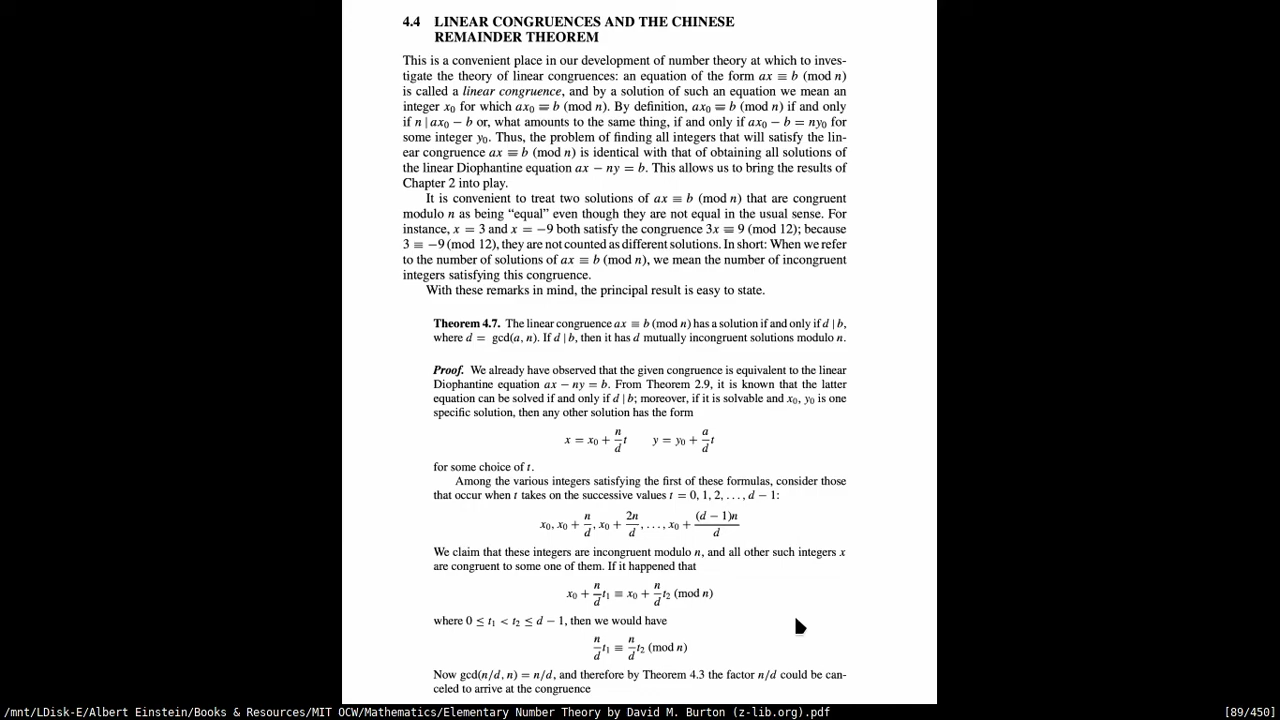 4.4 LINEAR CONGRUENCES AND THE CHINESE
REMAINDER THEOREM
This is a convenient place in our development of number theory at which to inves-
tigate the theory of linear congruences: an equation of the form ax ≡ b (mod n)
is called a linear congruence, and by a solution of such an equation we mean an
integer x₀ for which ax₀ ≡ b (mod n). By definition, ax₀ ≡ b (mod n) if and only
if n | ax₀ − b or, what amounts to the same thing, if and only if ax₀ − b = ny₀ for
some integer y₀. Thus, the problem of finding all integers that will satisfy the lin-
ear congruence ax ≡ b (mod n) is identical with that of obtaining all solutions of
the linear Diophantine equation ax − ny = b. This allows us to bring the results of
Chapter 2 into play.
It is convenient to treat two solutions of ax ≡ b (mod n) that are congruent
modulo n as being “equal” even though they are not equal in the usual sense. For
instance, x = 3 and x = −9 both satisfy the congruence 3x ≡ 9 (mod 12); because
3 ≡ −9 (mod 12), they are not counted as different solutions. In short: When we refer
to the number of solutions of ax ≡ b (mod n), we mean the number of incongruent
integers satisfying this congruence.
With these remarks in mind, the principal result is easy to state.
Theorem 4.7. The linear congruence ax ≡ b (mod n) has a solution if and only if d | b,
where d = gcd(a, n). If d | b, then it has d mutually incongruent solutions modulo n.
Proof. We already have observed that the given congruence is equivalent to the linear
Diophantine equation ax − ny = b. From Theorem 2.9, it is known that the latter
equation can be solved if and only if d | b; moreover, if it is solvable and x₀, y₀ is one
specific solution, then any other solution has the form
x = x₀ + n/d t y = y₀ + a/d t
for some choice of t.
Among the various integers satisfying the first of these formulas, consider those
that occur when t takes on the successive values t = 0, 1, 2, . . . , d − 1:
x₀, x₀ + n/d, x₀ + 2n/d, . . . , x₀ + (d − 1)n/d
We claim that these integers are incongruent modulo n, and all other such integers x
are congruent to some one of them. If it happened that
x₀ + n/d t₁ ≡ x₀ + n/d t₂ (mod n)
where 0 ≤ t₁ < t₂ ≤ d − 1, then we would have
n/d t₁ ≡ n/d t₂ (mod n)
Now gcd(n/d, n) = n/d, and therefore by Theorem 4.3 the factor n/d could be can-
celed to arrive at the congruence
/mnt/LDisk-E/Albert Einstein/Books & Resources/MIT OCW/Mathematics/Elementary Number Theory by David M. Burton (z-lib.org).pdf [89/450]